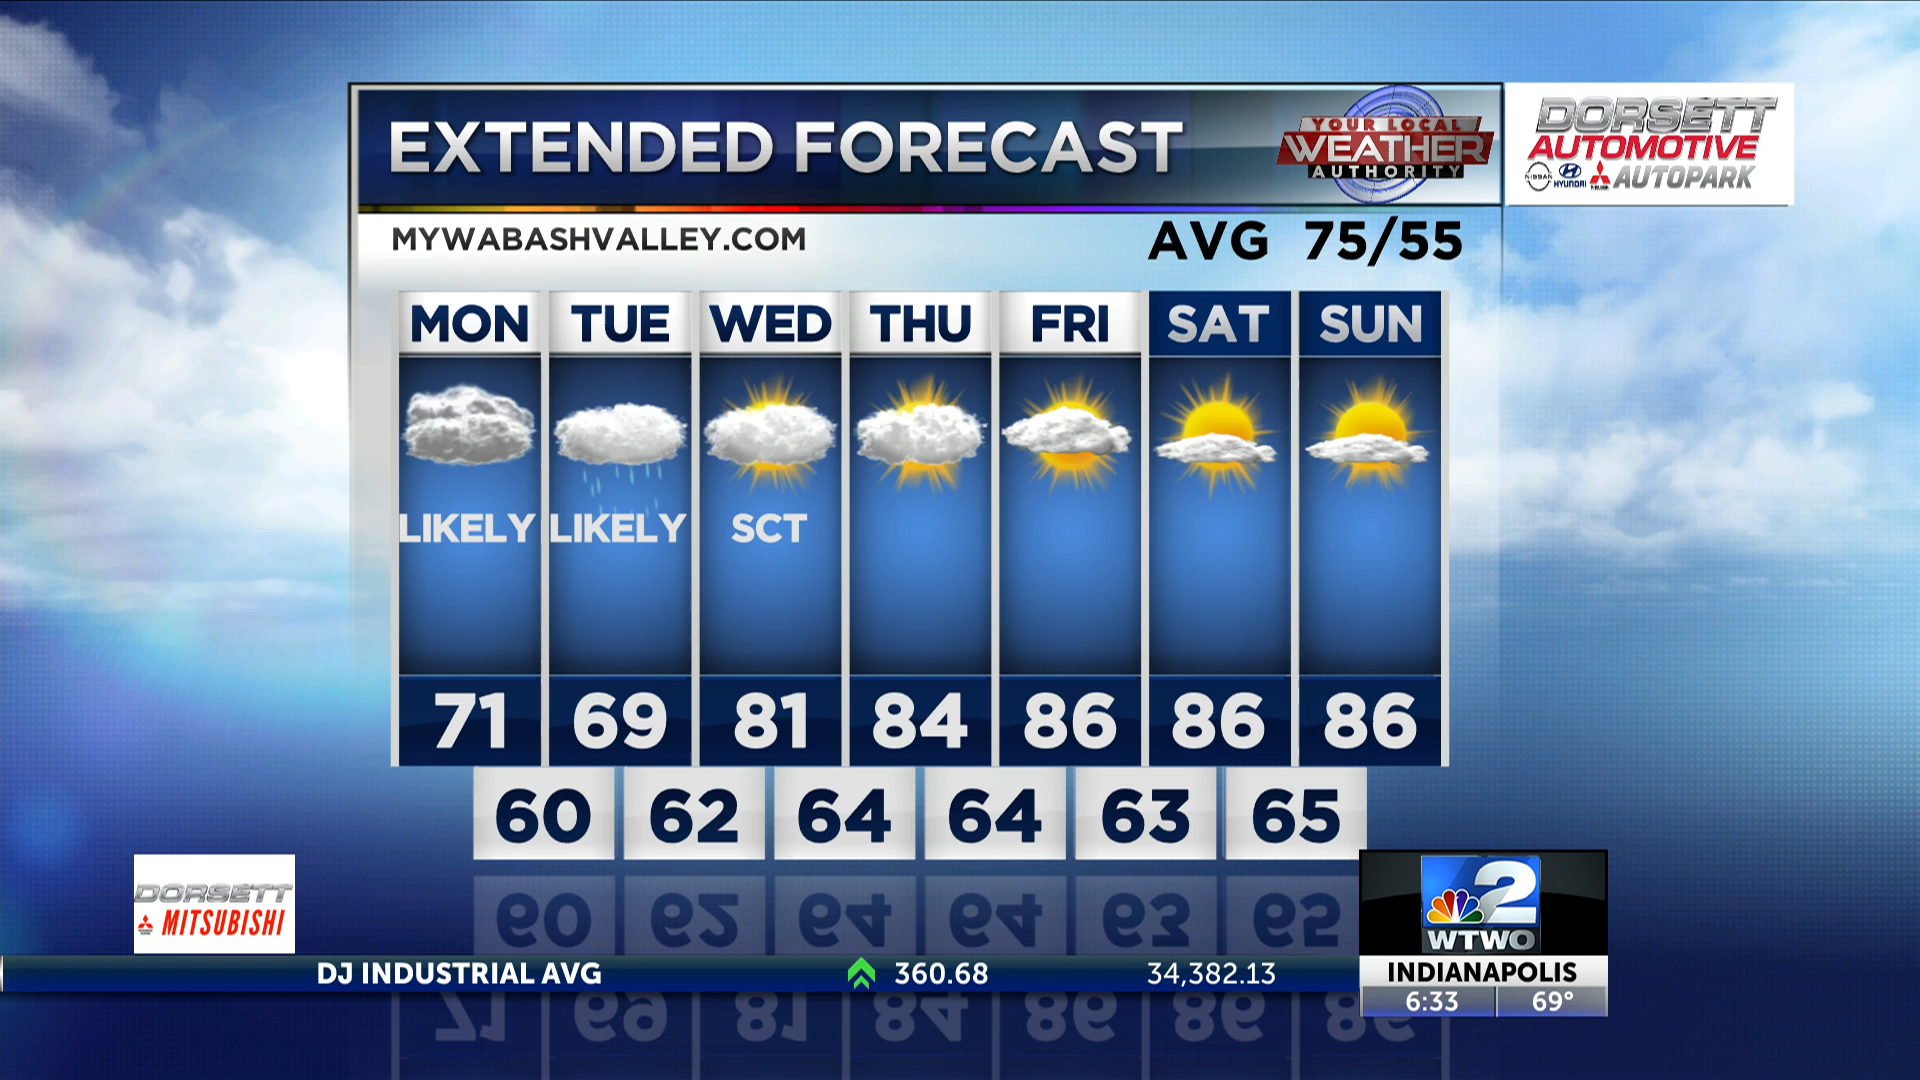 EXTENDED FORECAST
YOUR LOCAL
WEATHER
AUTHORITY
DORSETT
AUTOMOTIVE
NISSAN HYUNDAI AUTOPARK
MYWABASHVALLEY.COM
AVG 75/55
MON TUE WED THU FRI SAT SUN
LIKELY LIKELY SCT
71 69 81 84 86 86 86
60 62 64 64 63 65
DORSETT
MITSUBISHI
2
WTWO
DJ INDUSTRIAL AVG 360.68 34,382.13
INDIANAPOLIS
6:33 69°